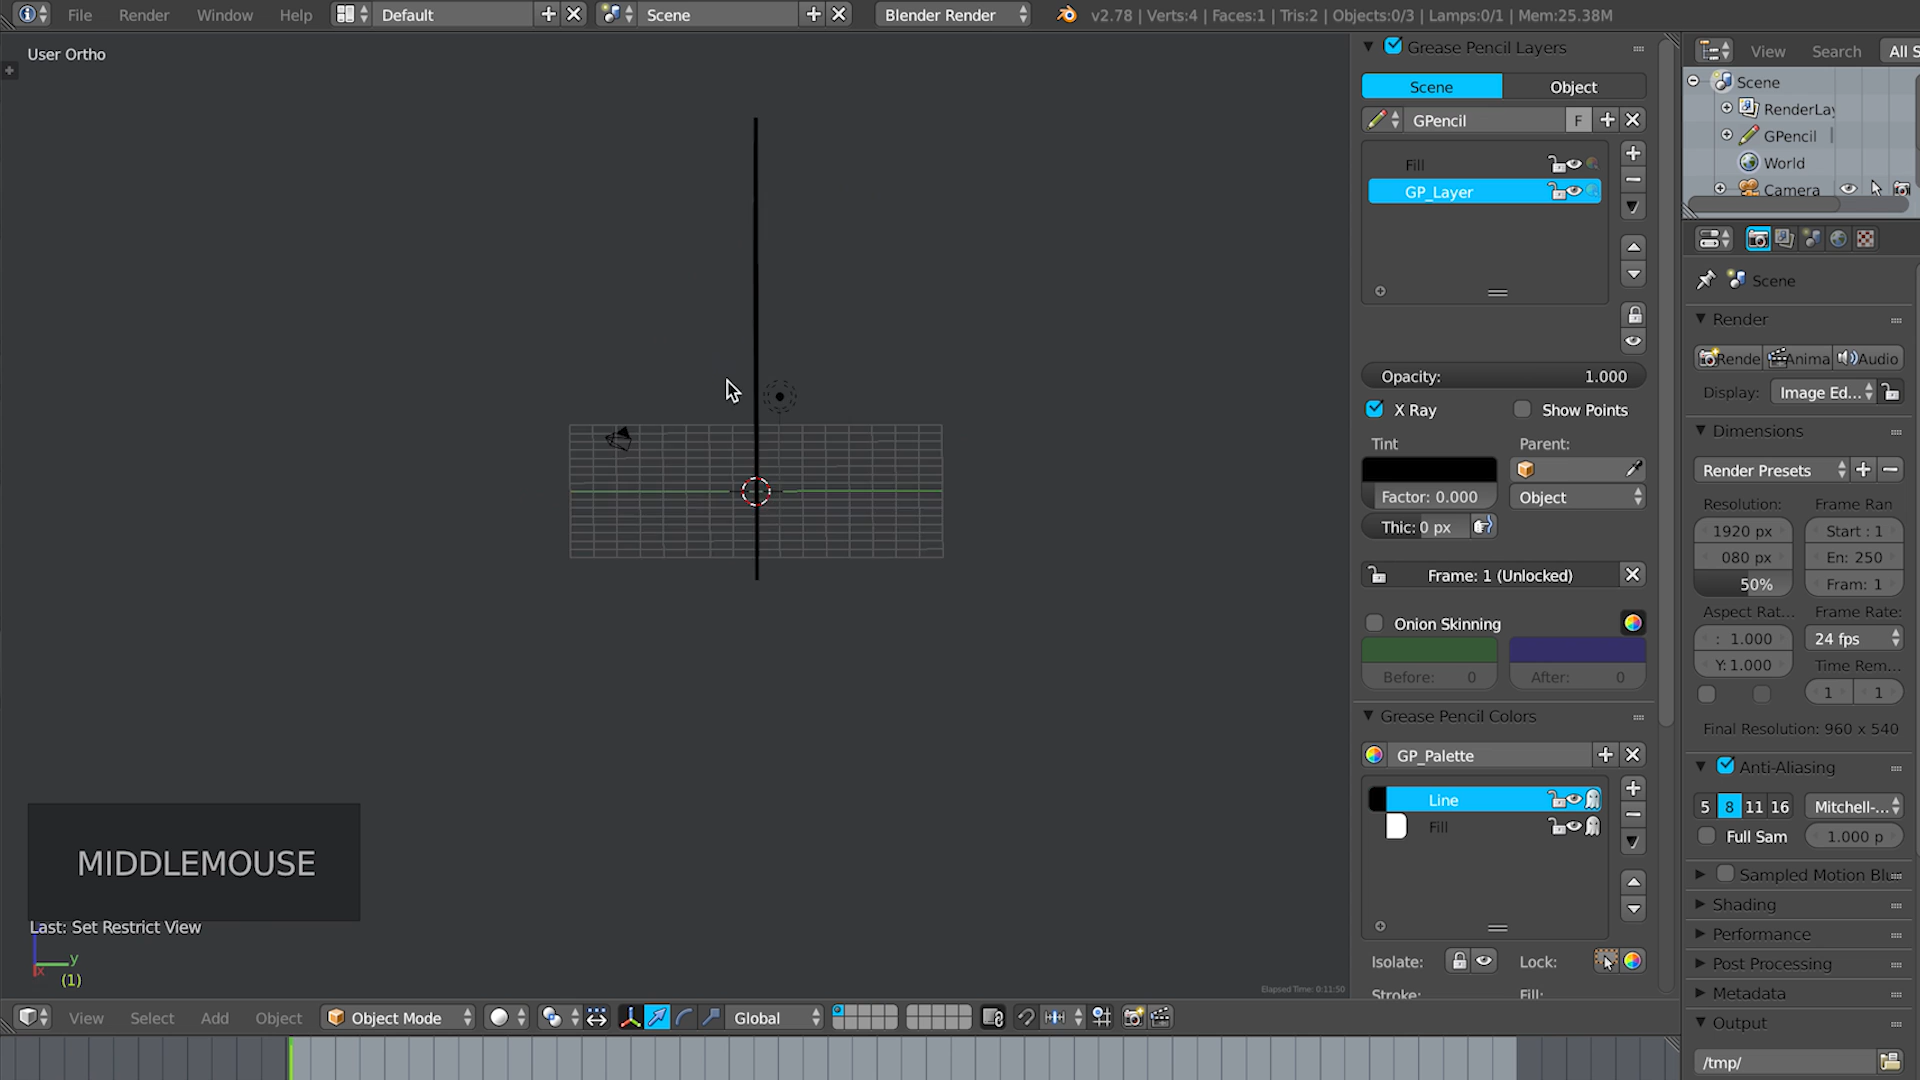 File Render Window Help Default Scene Blender Render v2.78 | Verts:4 | Faces:1 | Tris:2 | Objects:0/3 | Lamps:0/1 | Mem:25.38M
User Ortho
Grease Pencil Layers
Scene Object
GPencil F
Fill
GP_Layer
Opacity: 1.000
X Ray Show Points
Tint Parent:
Factor: 0.000 Object
Thic: 0 px
Frame: 1 (Unlocked)
Onion Skinning
Before: 0 After: 0
Grease Pencil Colors
GP_Palette
Line
Fill
Isolate: Lock:
Stroke: Fill:
View Search All S
Scene
RenderLay
GPencil
World
Camera
Scene
Render
Rende Anima Audio
Display: Image Ed...
Dimensions
Render Presets
Resolution: Frame Ran
1920 px Start : 1
080 px En: 250
50% Fram: 1
Aspect Rat... Frame Rate:
: 1.000 24 fps
Y: 1.000 Time Rem...
1 1
Final Resolution: 960 x 540
Anti-Aliasing
5 8 11 16 Mitchell-...
Full Sam 1.000 p
Sampled Motion Blu
Shading
Performance
Post Processing
Metadata
Output
/tmp/
MIDDLEMOUSE
Last: Set Restrict View
y
x
(1)
Elapsed Time: 0:11:50
View Select Add Object Object Mode Global